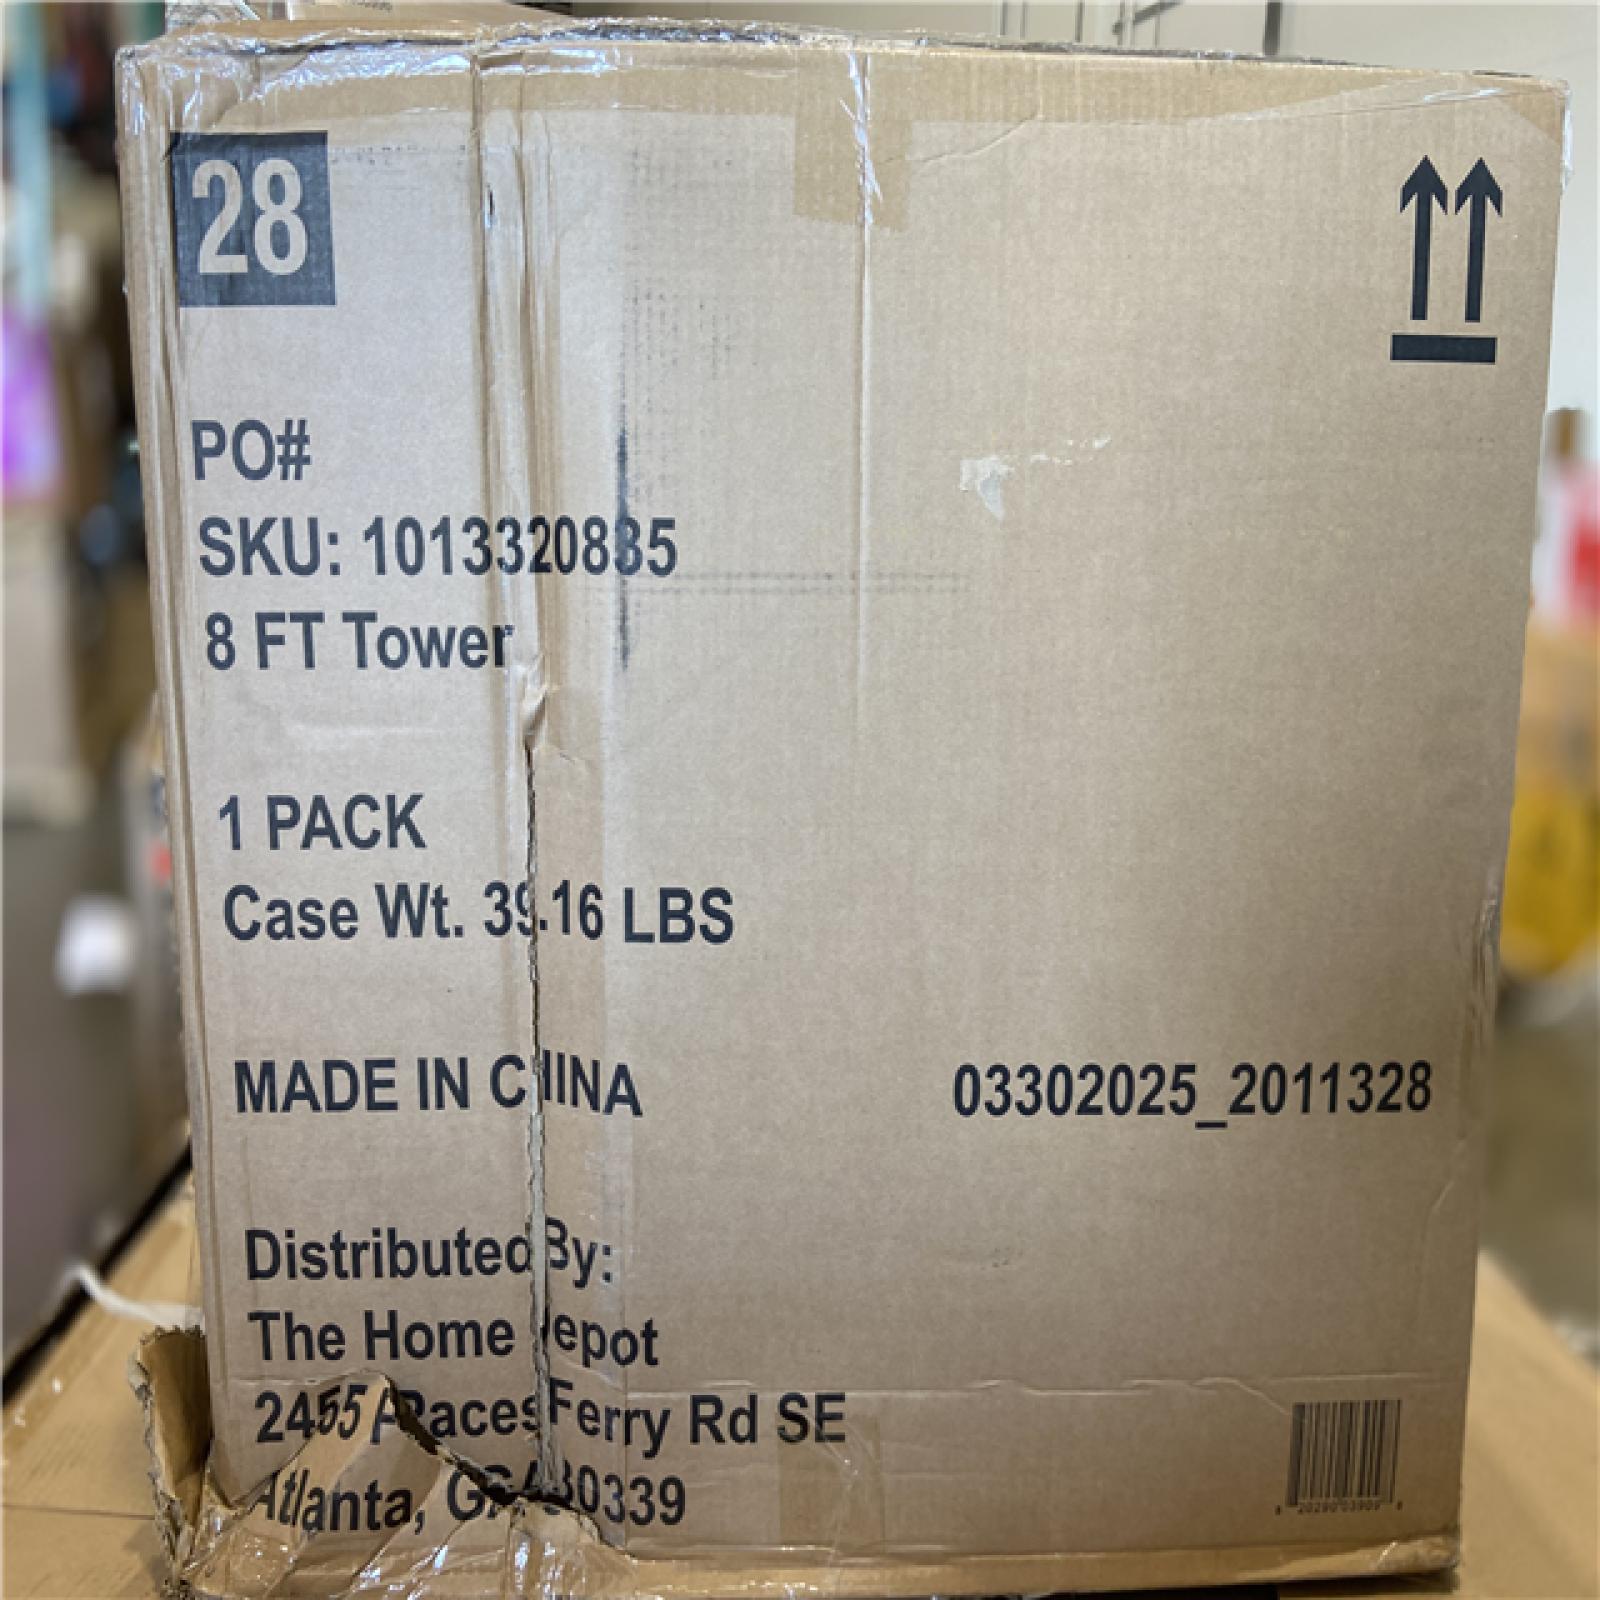 28
PO#
SKU: 1013320885
8 FT Tower
1 PACK
Case Wt. 39.16 LBS
MADE IN CHINA
03302025_2011328
Distributed By:
The Home Depot
2455 Paces Ferry Rd SE
Atlanta, GA 30339